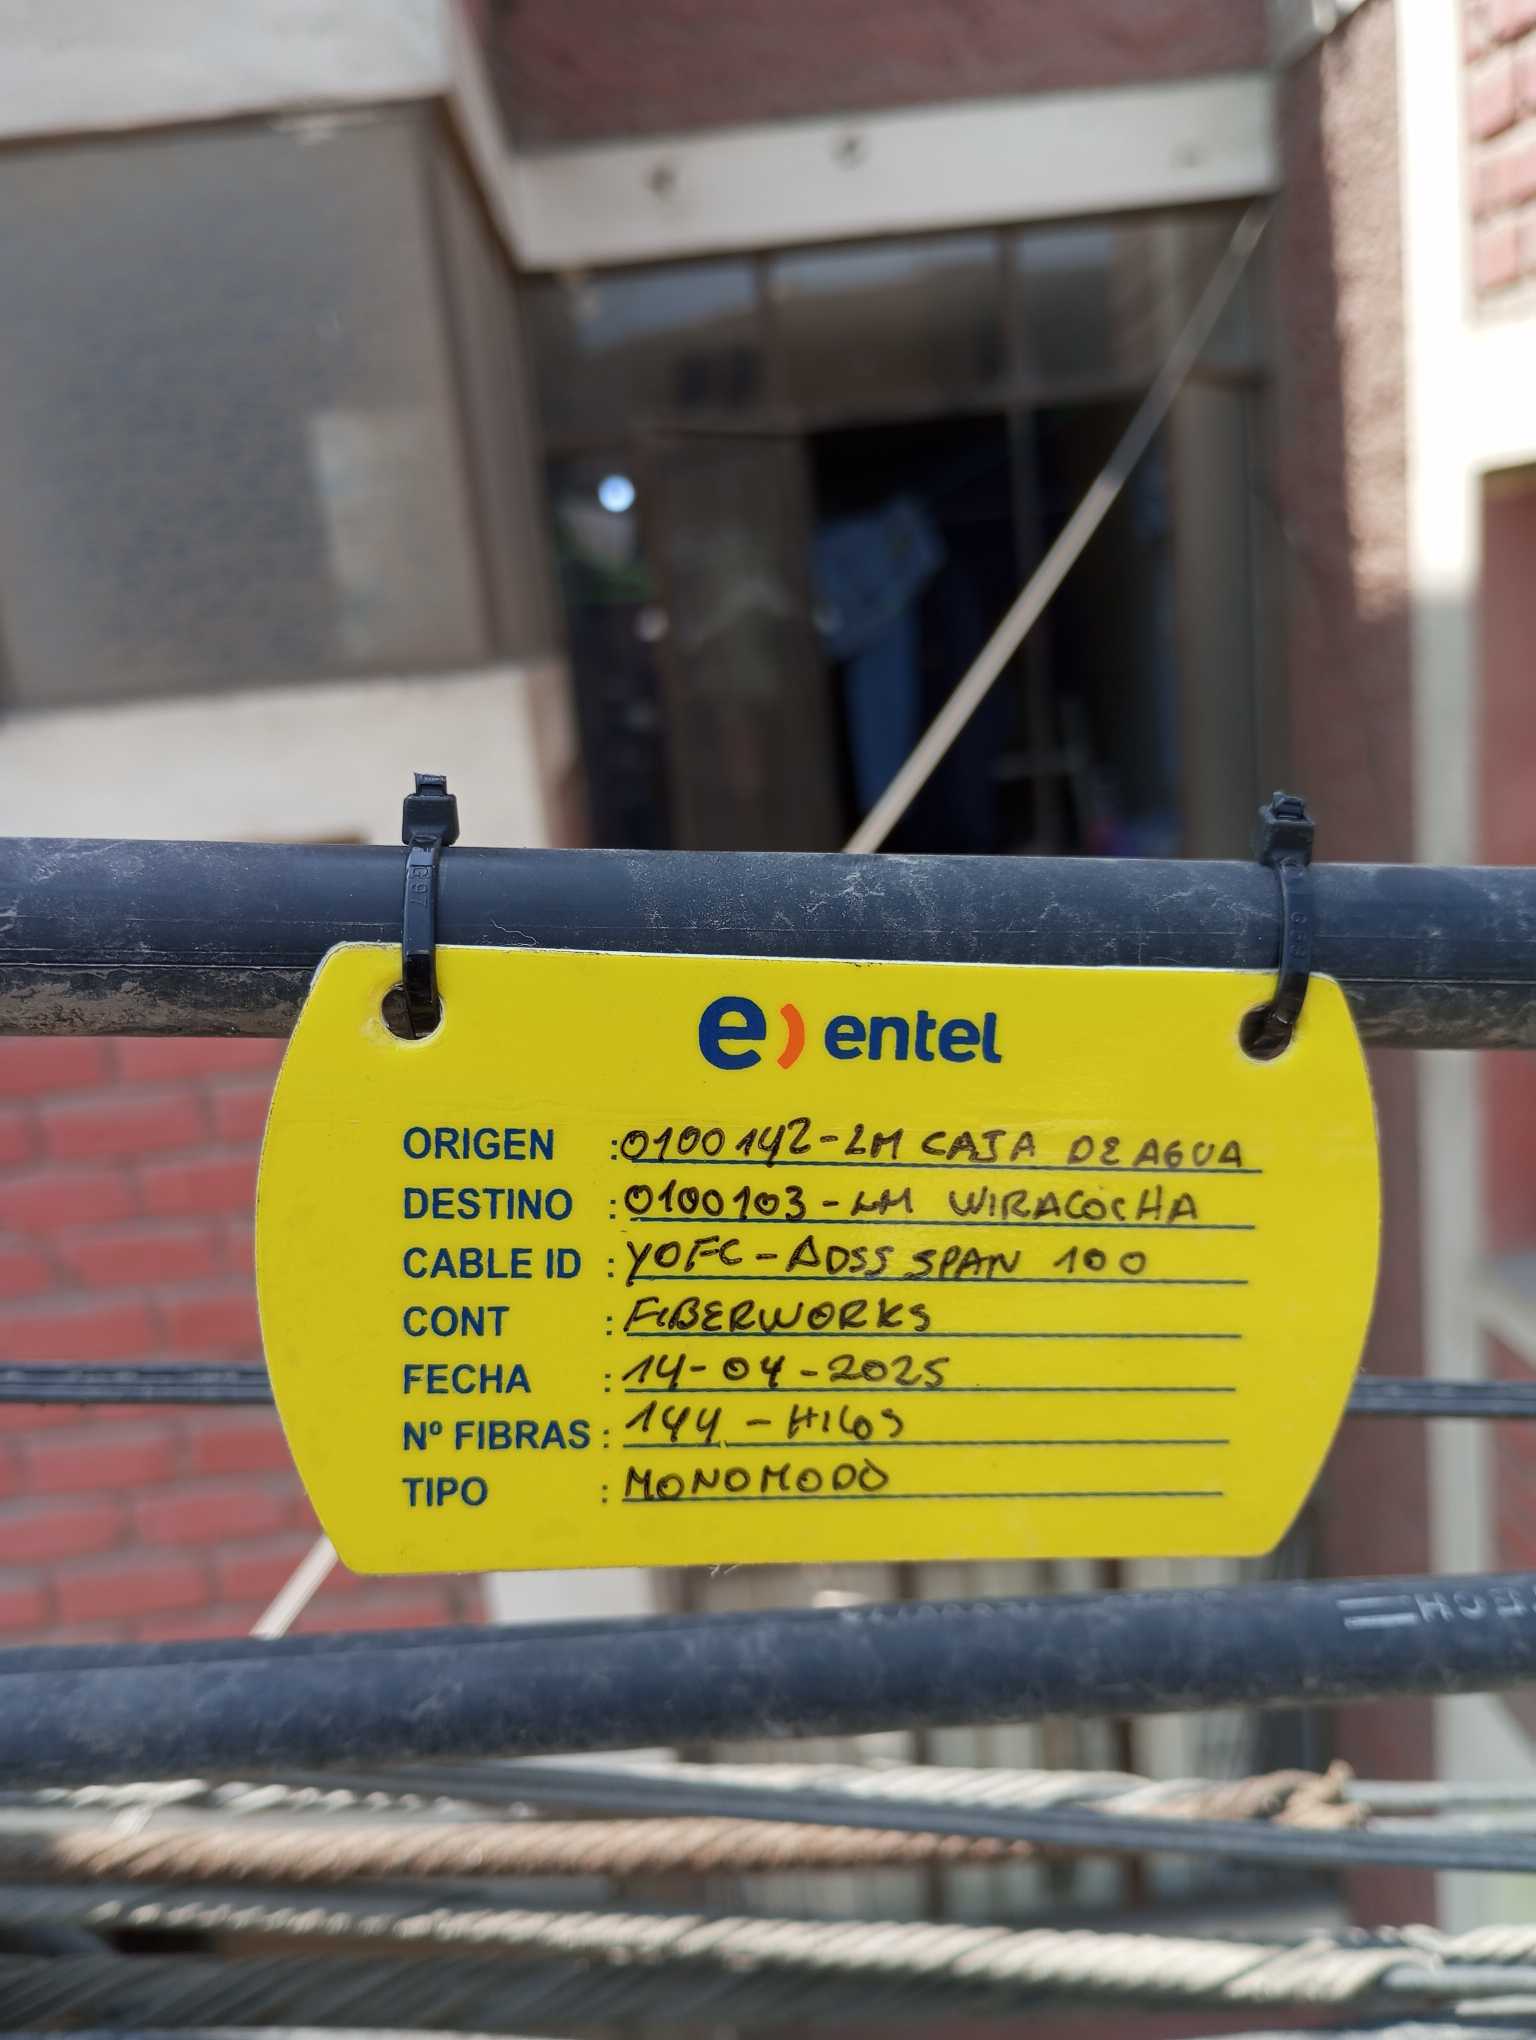 e) entel
ORIGEN : 0100142-LM CAJA DE AGUA
DESTINO : 0100103-LM WIRACOCHA
CABLE ID : YOFC-ADSS SPAN 100
CONT : FIBERWORKS
FECHA : 14-04-2025
Nº FIBRAS : 144 - HILOS
TIPO : MONOMODO